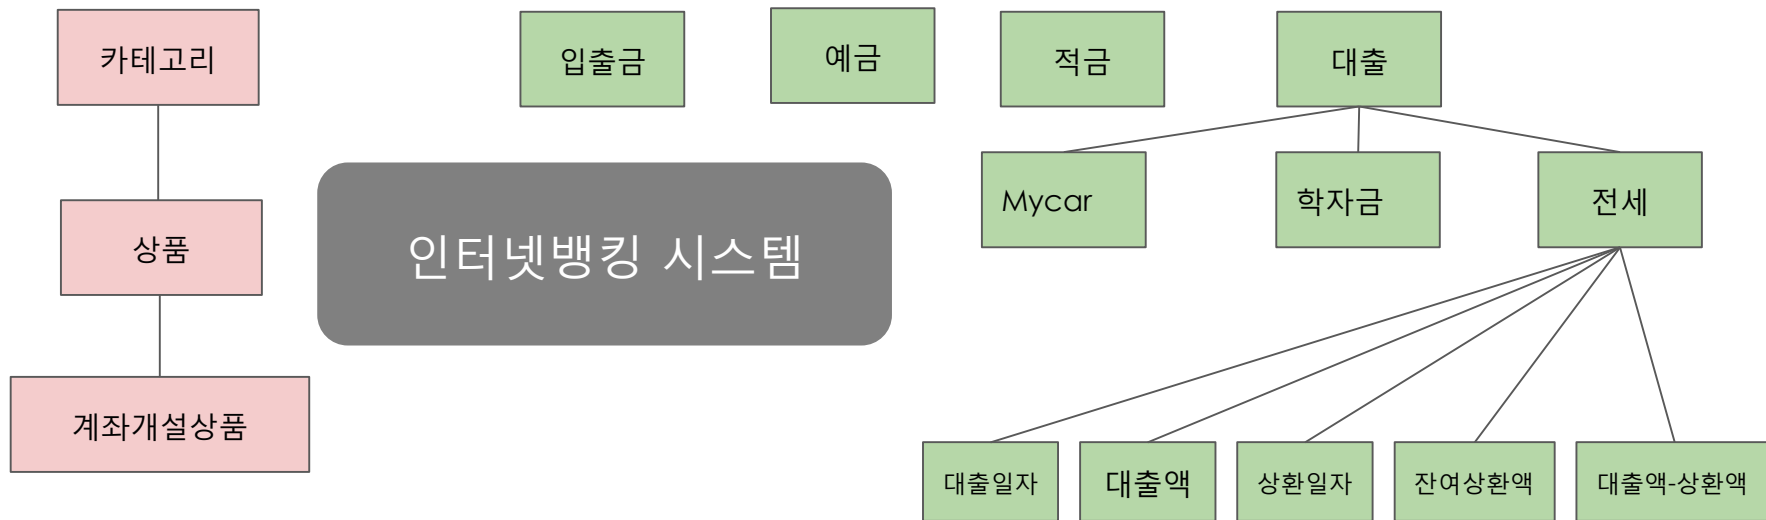 카테고리
입출금
예금
적금
대출
Mycar
학자금
전세
상품
인터넷뱅킹 시스템
계좌개설상품
대출일자
대출액
상환일자
잔여상환액
대출액-상환액